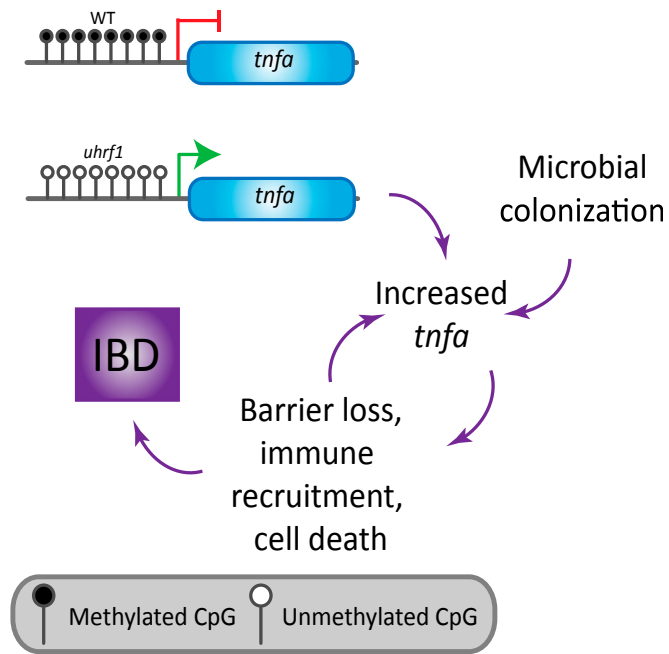 WT
tnfa
uhrf1
tnfa
Microbial
colonization
Increased
tnfa
IBD
Barrier loss,
immune
recruitment,
cell death
Methylated CpG
Unmethylated CpG